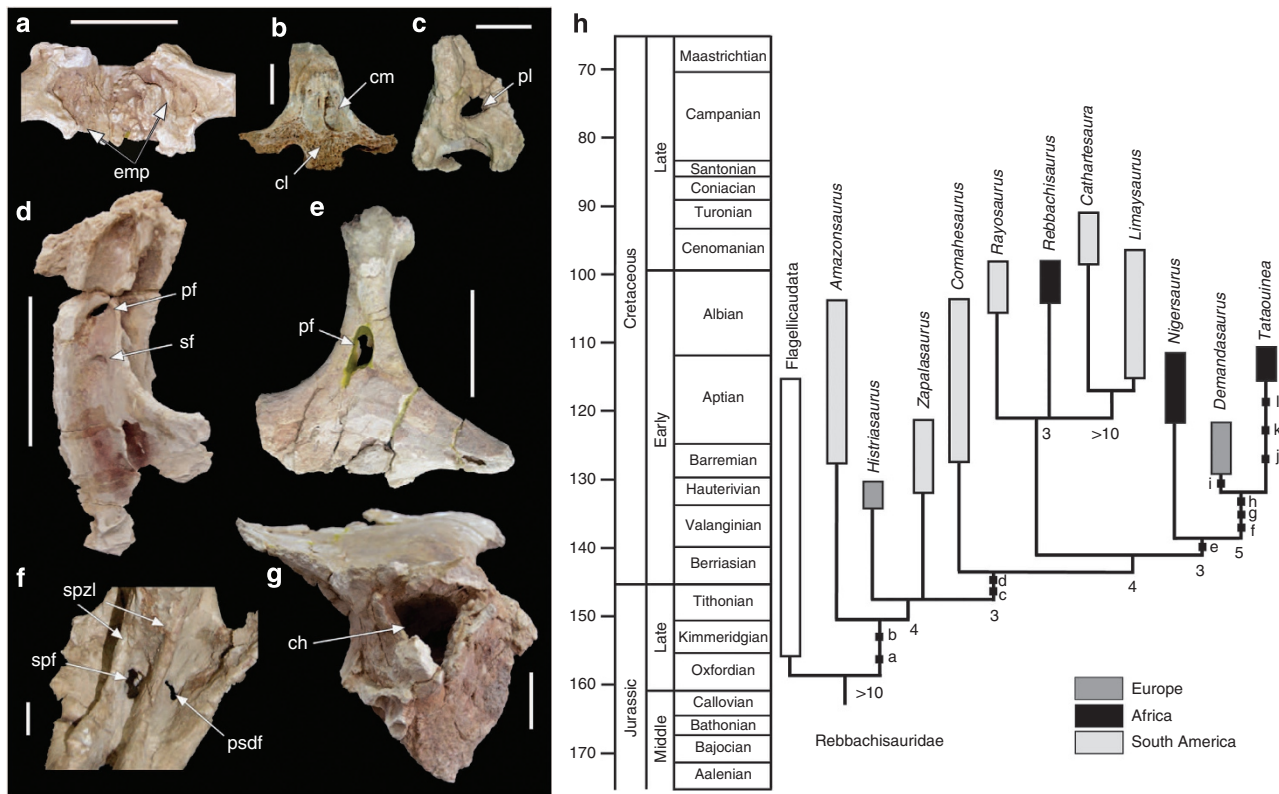 a
b
c
cm
pl
emp
cl
d
e
pf
sf
pf
f
g
spzl
spf
psdf
ch
h
70
80
90
100
110
120
130
140
150
160
170
Cretaceous
Jurassic
Late
Early
Late
Middle
Maastrichtian
Campanian
Santonian
Coniacian
Turonian
Cenomanian
Albian
Aptian
Barremian
Hauterivian
Valanginian
Berriasian
Tithonian
Kimmeridgian
Oxfordian
Callovian
Bathonian
Bajocian
Aalenian
Flagellicaudata
Amazonsaurus
Histriasaurus
Zapalasaurus
Comahesaurus
Rayosaurus
Rebbachisaurus
Cathartesaura
Limaysaurus
Nigersaurus
Demandasaurus
Tataouinea
l
k
j
i
h
g
f
e
5
3
3
>10
4
d
c
3
4
b
a
>10
Rebbachisauridae
Europe
Africa
South America